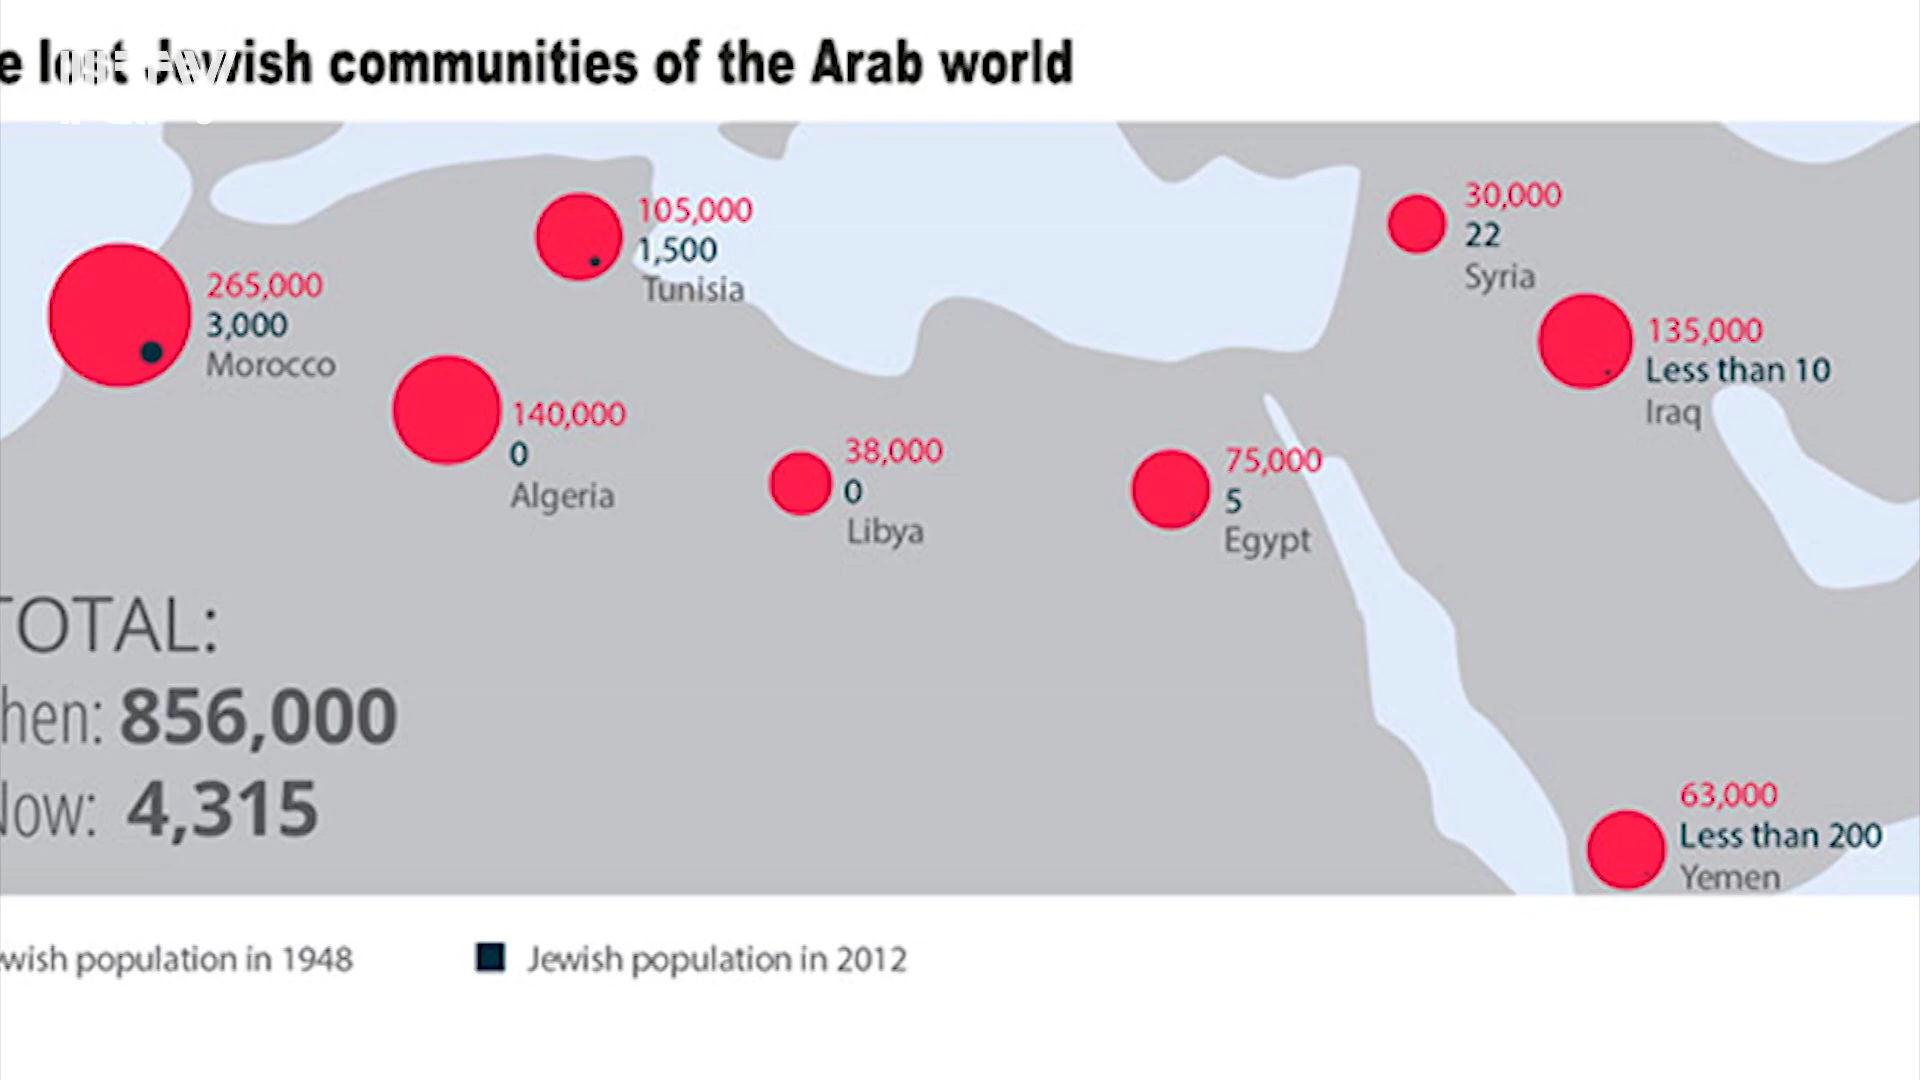 e lost Jewish communities of the Arab world
105,000
1,500
Tunisia
30,000
22
Syria
265,000
3,000
Morocco
135,000
Less than 10
Iraq
140,000
0
Algeria
38,000
0
Libya
75,000
5
Egypt
TOTAL:
hen: 856,000
Now: 4,315
63,000
Less than 200
Yemen
wish population in 1948
Jewish population in 2012